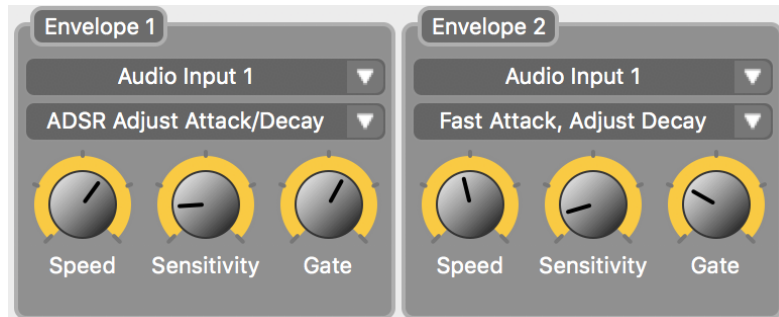 Envelope 1
Audio Input 1
ADSR Adjust Attack/Decay
Speed Sensitivity Gate
Envelope 2
Audio Input 1
Fast Attack, Adjust Decay
Speed Sensitivity Gate